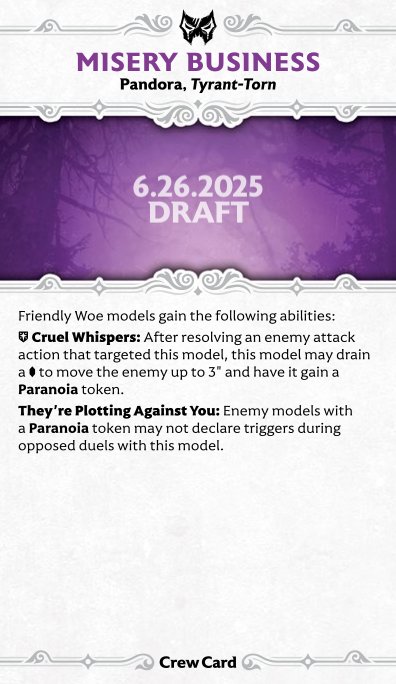 MISERY BUSINESS
Pandora, Tyrant-Torn
6.26.2025
DRAFT
Friendly Woe models gain the following abilities:
Cruel Whispers: After resolving an enemy attack
action that targeted this model, this model may drain
a to move the enemy up to 3" and have it gain a
Paranoia token.
They're Plotting Against You: Enemy models with
a Paranoia token may not declare triggers during
opposed duels with this model.
Crew Card